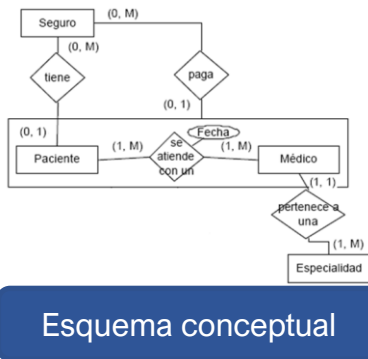 Seguro
(0, M)
(0, M)
tiene
paga
(0, 1)
(0, 1)
Fecha
Paciente
(1, M)
se
atiende
con un
(1, M)
Médico
(1, 1)
pertenece a
una
(1, M)
Especialidad
Esquema conceptual